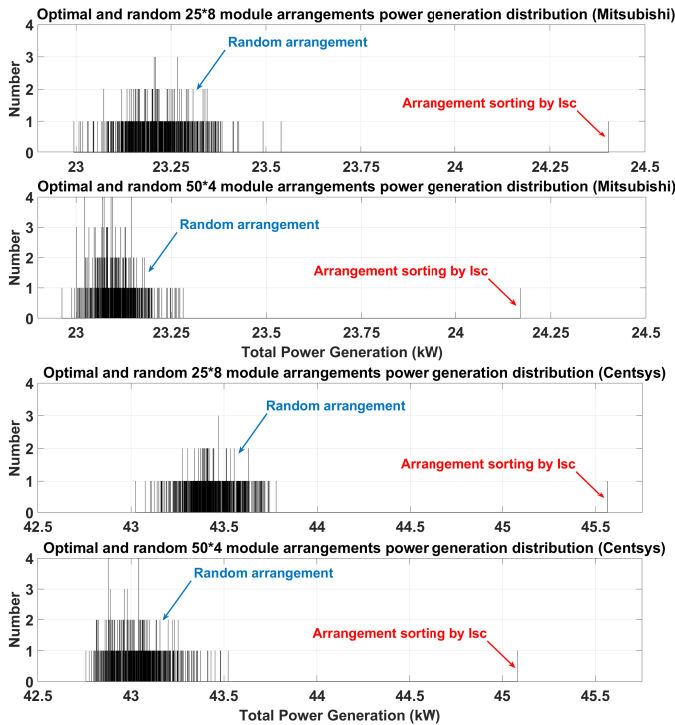 Optimal and random 25*8 module arrangements power generation distribution (Mitsubishi)
4
3
2
1
0
Number
Random arrangement
Arrangement sorting by Isc
23 23.25 23.5 23.75 24 24.25 24.5
Optimal and random 50*4 module arrangements power generation distribution (Mitsubishi)
4
3
2
1
0
Number
Random arrangement
Arrangement sorting by Isc
23 23.25 23.5 23.75 24 24.25 24.5
Total Power Generation (kW)
Optimal and random 25*8 module arrangements power generation distribution (Centsys)
4
3
2
1
0
Number
Random arrangement
Arrangement sorting by Isc
42.5 43 43.5 44 44.5 45 45.5
Optimal and random 50*4 module arrangements power generation distribution (Centsys)
4
3
2
1
0
Number
Random arrangement
Arrangement sorting by Isc
42.5 43 43.5 44 44.5 45 45.5
Total Power Generation (kW)